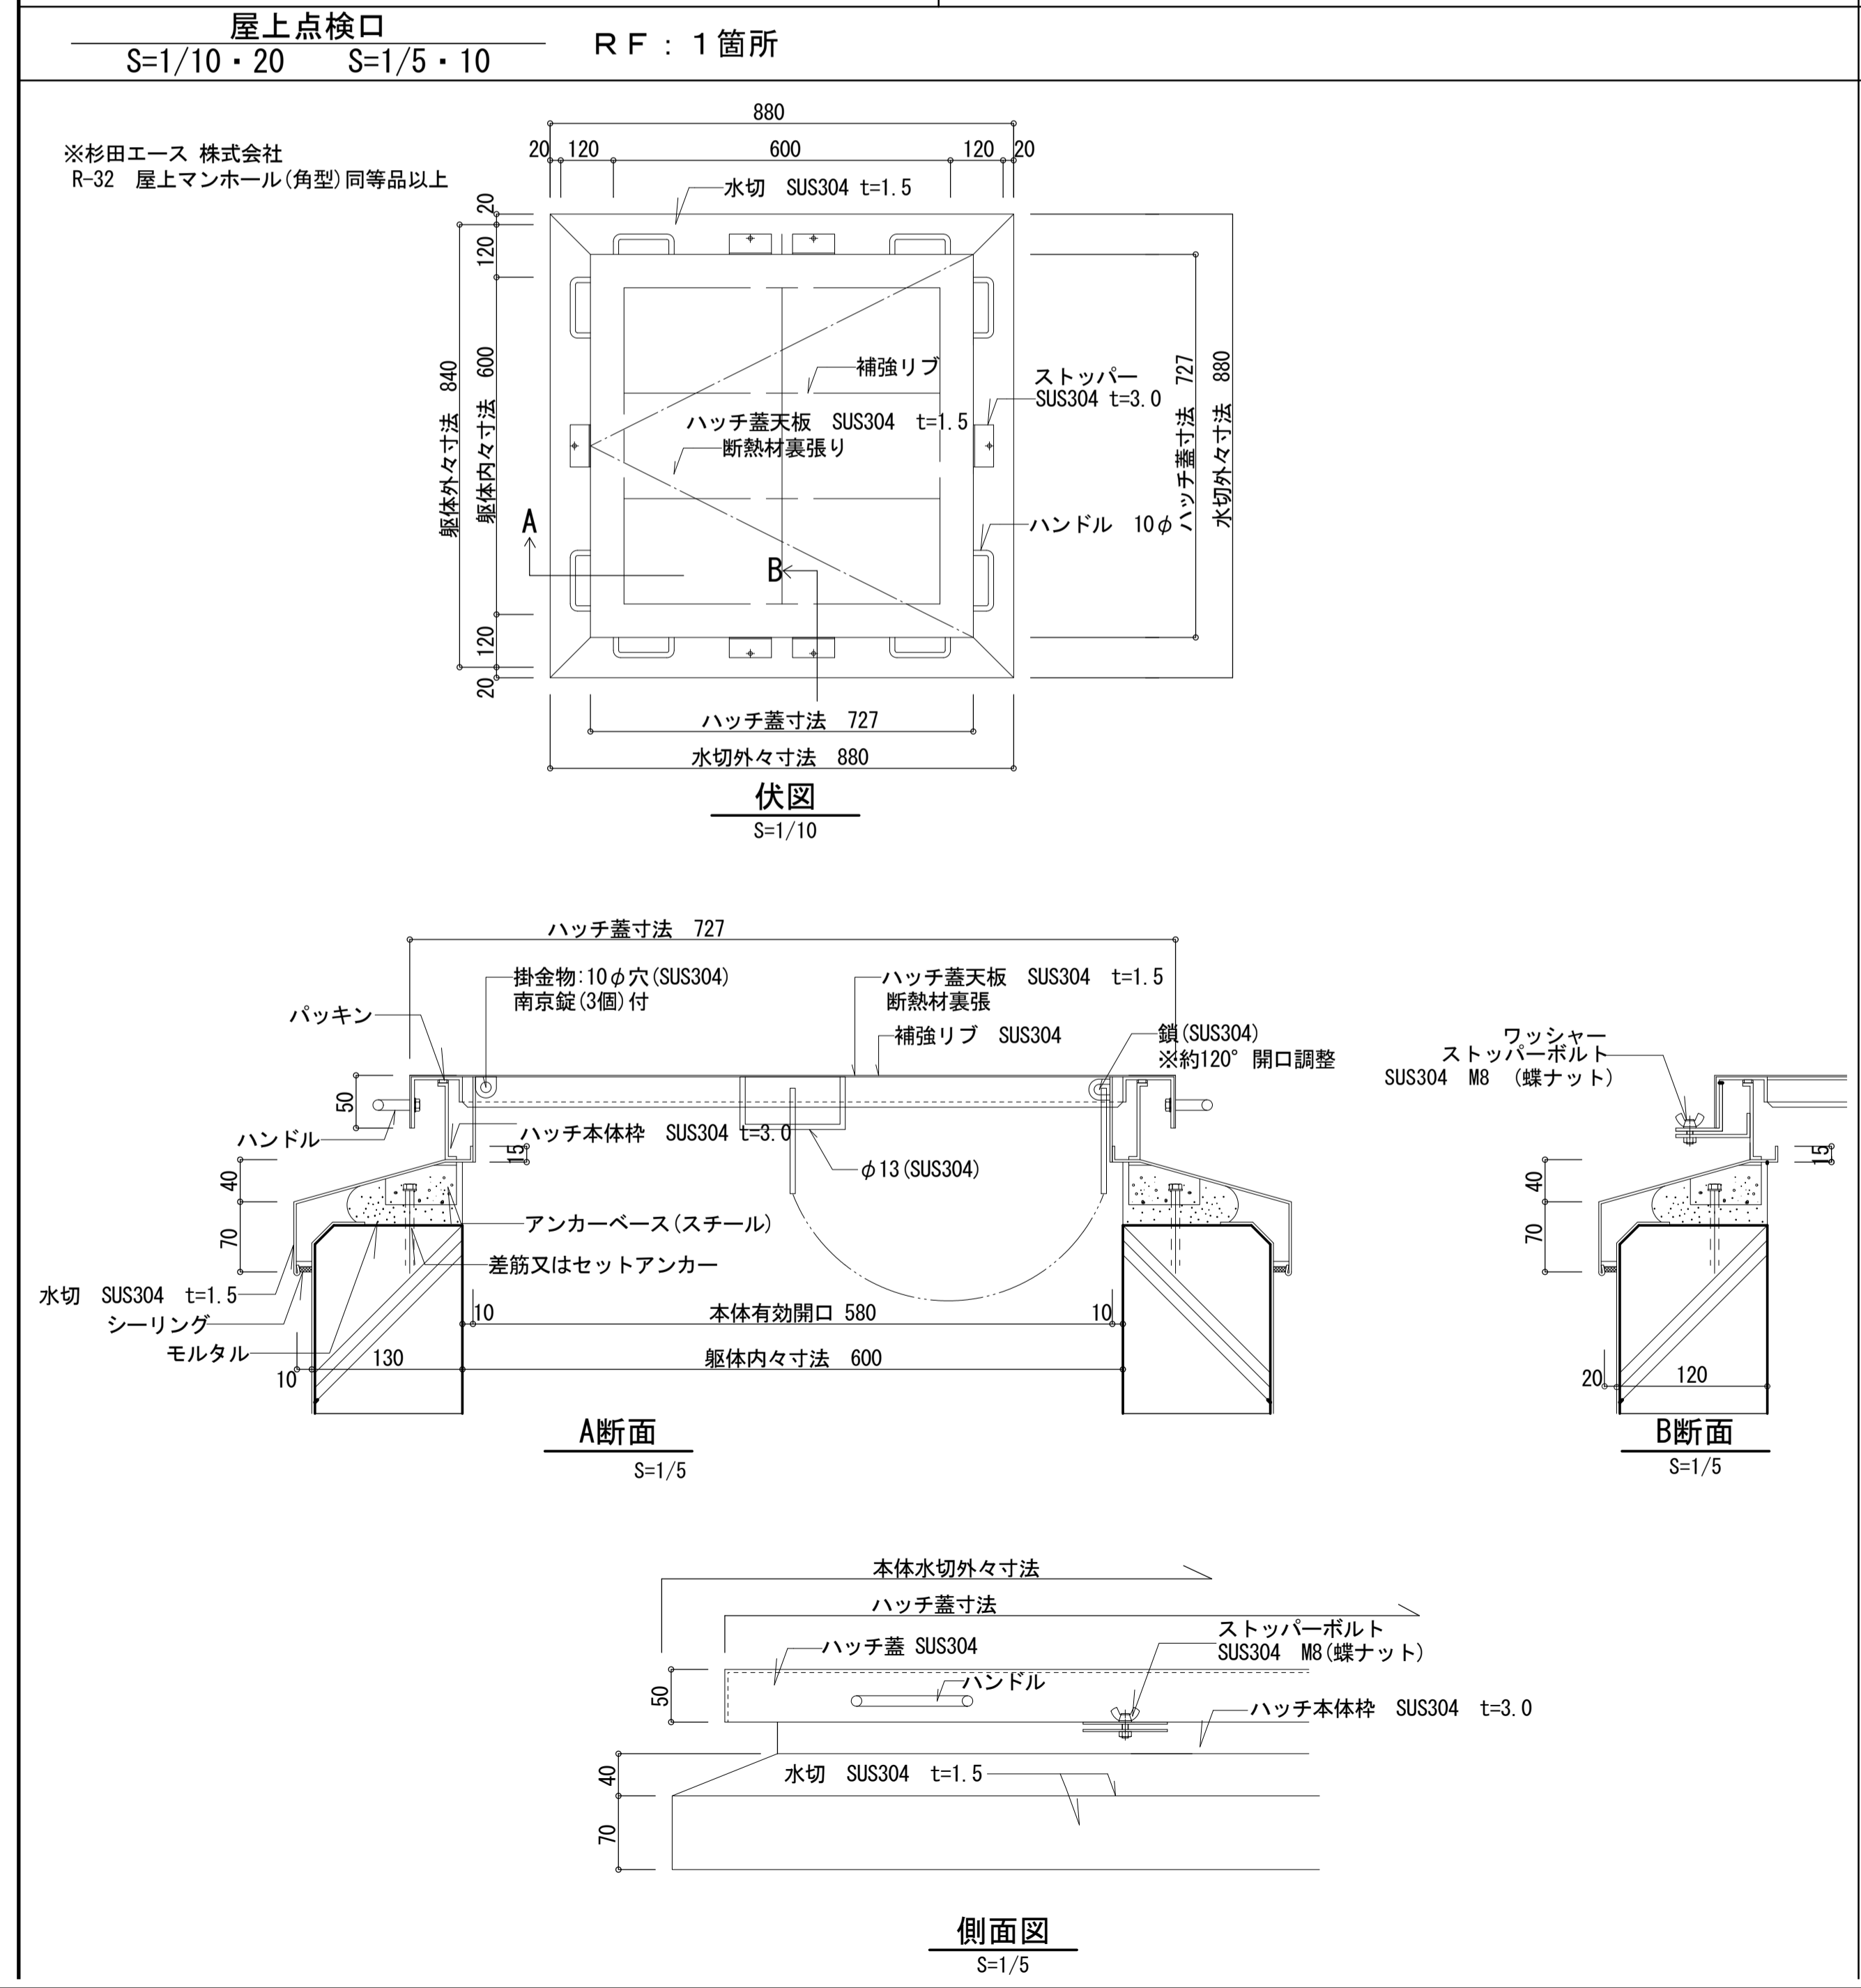 屋上点検口
S=1/10・20　S=1/5・10
ＲＦ：１箇所
※杉田エース 株式会社
R-32　屋上マンホール(角型)同等品以上
880
20 120 600 120 20
水切　SUS304 t=1.5
20
120
躯体外々寸法　840
躯体内々寸法　600
120
20
補強リブ
ストッパー
SUS304 t=3.0
ハッチ蓋天板　SUS304　t=1.5
断熱材裏張り
ハッチ蓋寸法　727
水切外々寸法　880
A
ハンドル　10φ
B
ハッチ蓋寸法　727
水切外々寸法　880
伏図
S=1/10
ハッチ蓋寸法　727
掛金物:10φ穴(SUS304)
南京錠(3個)付
ハッチ蓋天板　SUS304　t=1.5
断熱材裏張
パッキン
補強リブ　SUS304
鎖(SUS304)
※約120°開口調整
50
ハンドル
ハッチ本体枠　SUS304 t=3.0
15
φ13(SUS304)
40
70
アンカーベース(スチール)
差筋又はセットアンカー
水切　SUS304　t=1.5
シーリング
モルタル
10
本体有効開口 580
10
10
130
躯体内々寸法　600
A断面
S=1/5
ワッシャー
ストッパーボルト
SUS304　M8　(蝶ナット)
15
40
70
20
120
B断面
S=1/5
本体水切外々寸法
ハッチ蓋寸法
ハッチ蓋 SUS304
ストッパーボルト
SUS304　M8(蝶ナット)
50
ハンドル
ハッチ本体枠　SUS304　t=3.0
40
水切　SUS304　t=1.5
70
側面図
S=1/5